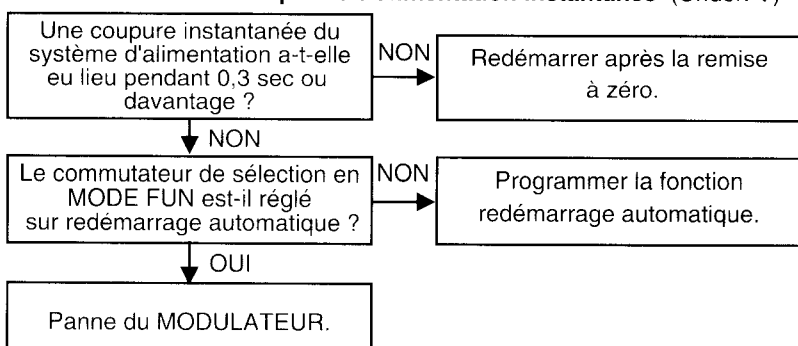 Une coupure instantanée du
système d'alimentation a-t-elle
eu lieu pendant 0,3 sec ou
davantage ?
NON
Redémarrer après la remise
à zéro.
NON
Le commutateur de sélection en
MODE FUN est-il réglé
sur redémarrage automatique ?
NON
Programmer la fonction
redémarrage automatique.
OUI
Panne du MODULATEUR.